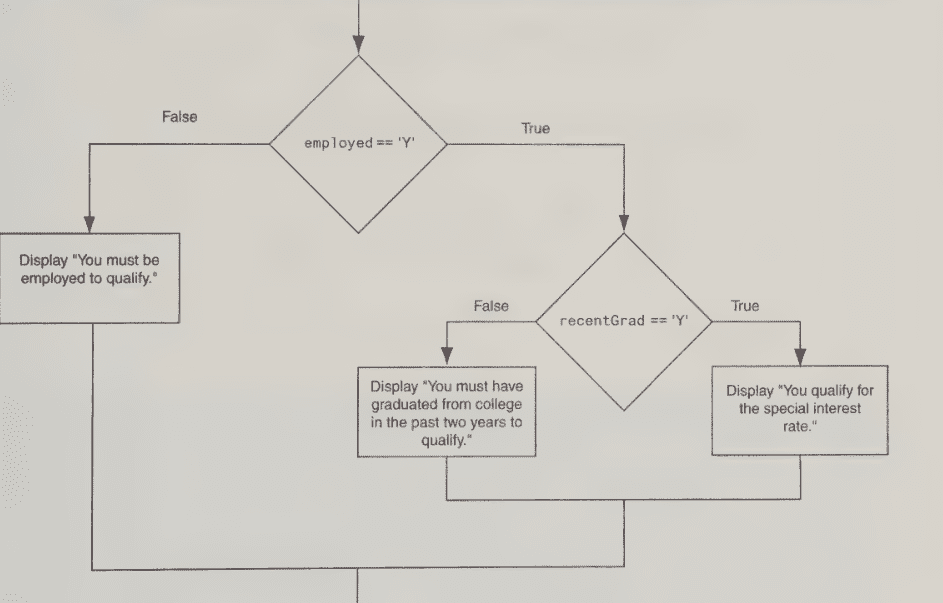 False
employed == 'Y'
True
Display "You must be
employed to qualify."
False
recentGrad == 'Y'
True
Display "You must have
graduated from college
in the past two years to
qualify."
Display "You qualify for
the special interest
rate."